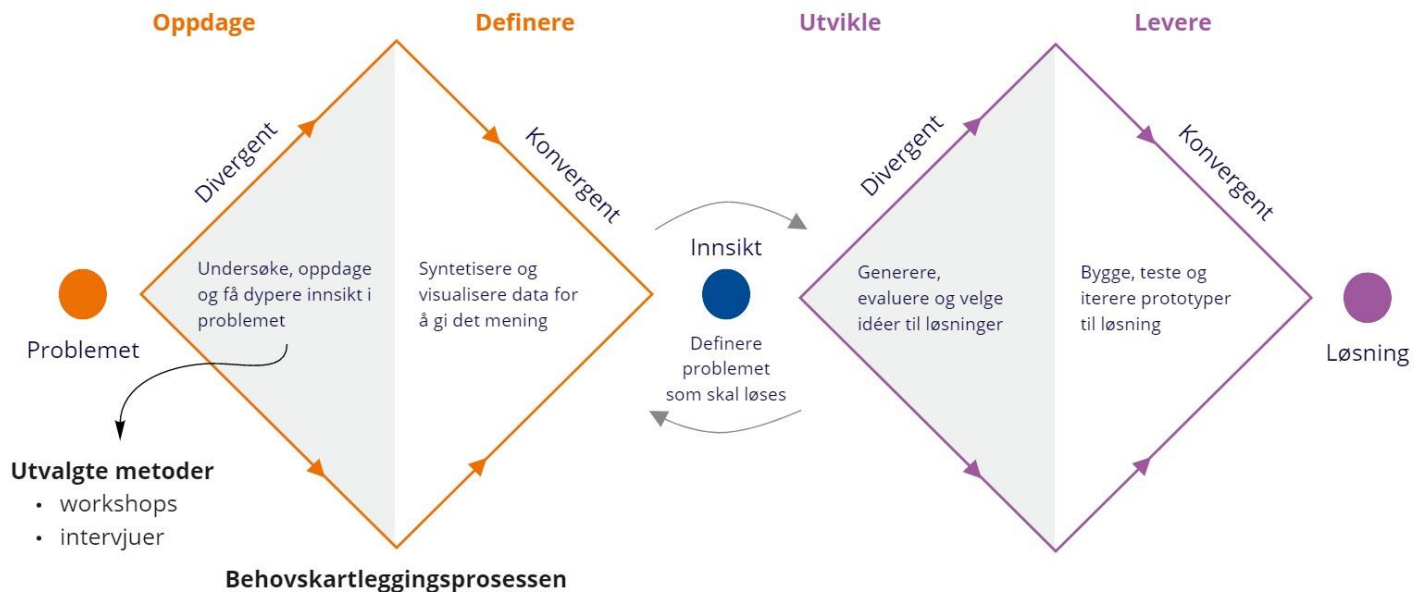 Oppdage
Definere
Utvikle
Levere
Divergent
Konvergent
Divergent
Konvergent
Problemet
Undersøke, oppdage
og få dypere innsikt i
problemet
Syntetisere og
visualisere data for
å gi det mening
Innsikt
Definere
problemet
som skal løses
Generere,
evaluere og velge
idéer til løsninger
Bygge, teste og
iterere prototyper
til løsning
Løsning
Utvalgte metoder
• workshops
• intervjuer
Behovskartleggingsprosessen